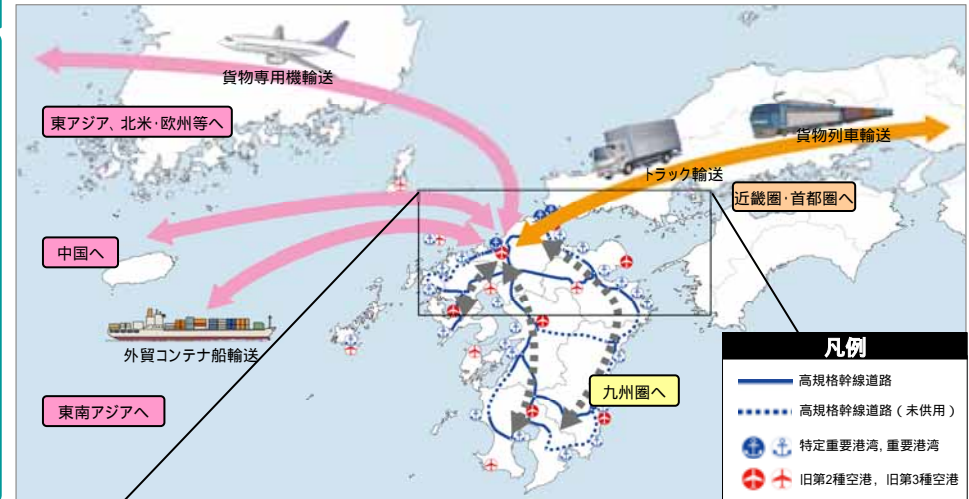 貨物専用機輸送
東アジア、北米・欧州等へ
貨物列車輸送
トラック輸送
近畿圏・首都圏へ
中国へ
外貿コンテナ船輸送
東南アジアへ
九州圏へ
凡例
高規格幹線道路
高規格幹線道路(未供用)
特定重要港湾,重要港湾
旧第2種空港,旧第3種空港